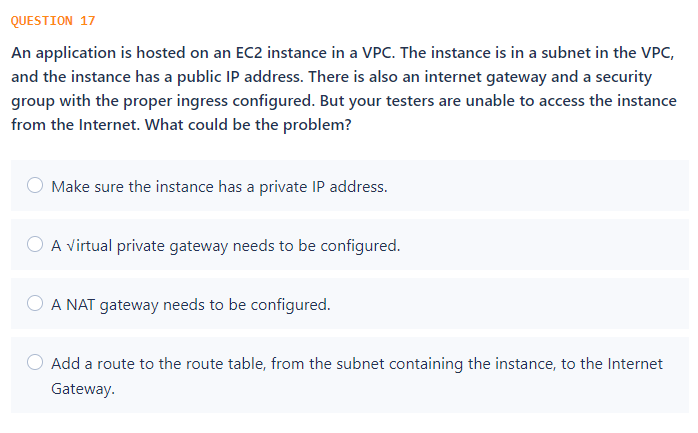 QUESTION 17
An application is hosted on an EC2 instance in a VPC. The instance is in a subnet in the VPC,
and the instance has a public IP address. There is also an internet gateway and a security
group with the proper ingress configured. But your testers are unable to access the instance
from the Internet. What could be the problem?
Make sure the instance has a private IP address.
A √irtual private gateway needs to be configured.
A NAT gateway needs to be configured.
Add a route to the route table, from the subnet containing the instance, to the Internet
Gateway.